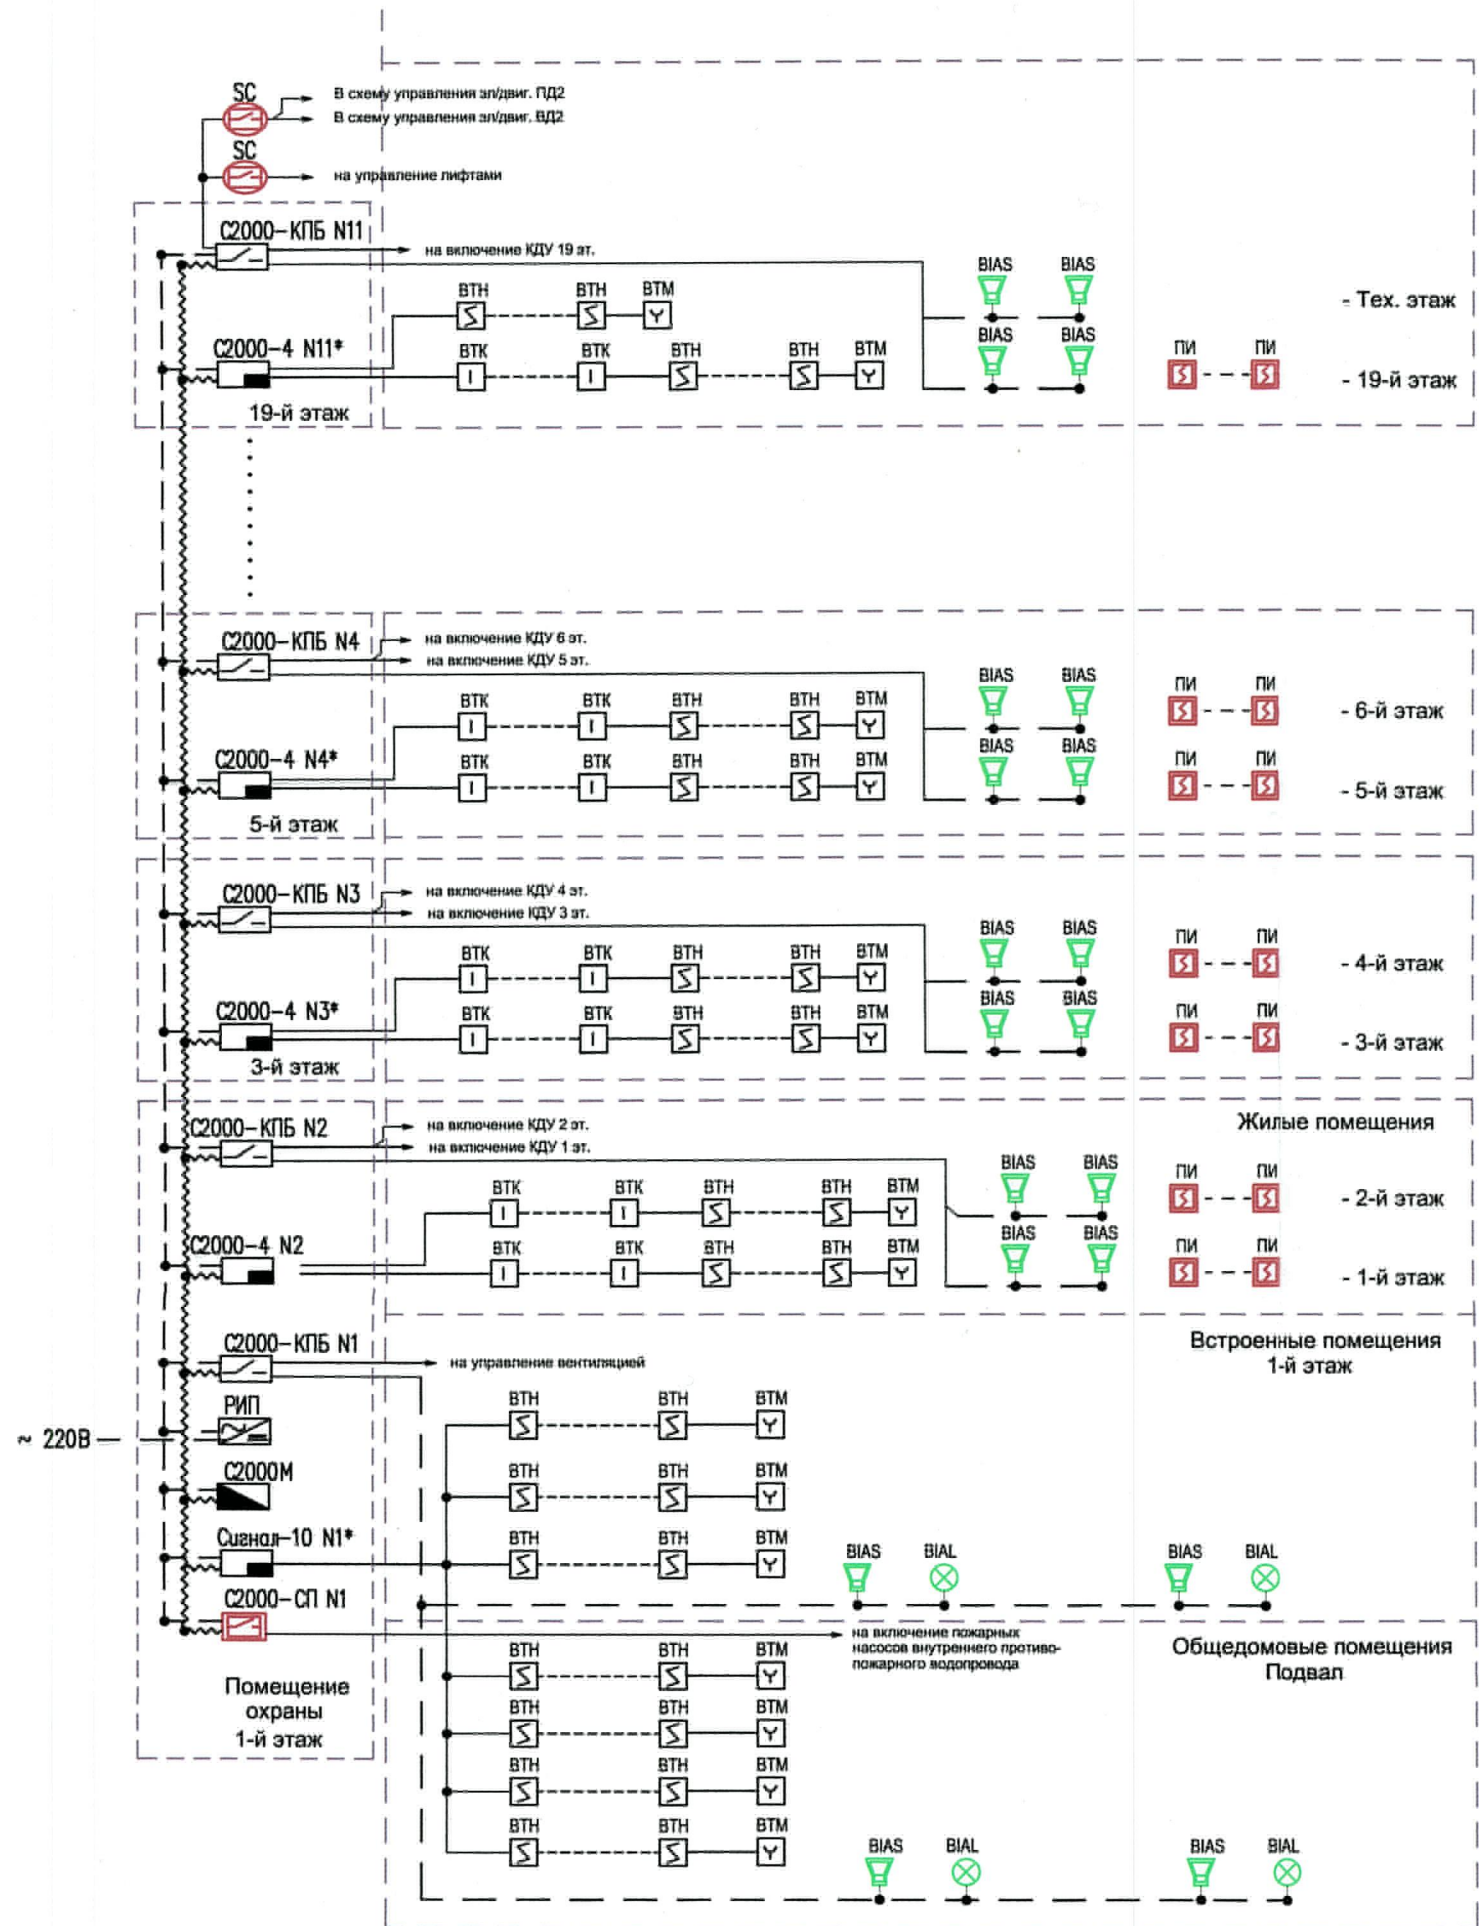 SC
В схему управления эл/двиг. ПД2
В схему управления эл/двиг. ВД2
SC
на управление лифтами
С2000-КПБ N11
на включение КДУ 19 эт.
BIAS BIAS
ВТН ВТН ВТМ
- Тех. этаж
BIAS BIAS
С2000-4 N11*
ВТК ВТК ВТН ВТН ВТМ
ПИ ПИ
- 19-й этаж
19-й этаж
С2000-КПБ N4
на включение КДУ 6 эт.
на включение КДУ 5 эт.
BIAS BIAS
ПИ ПИ
ВТК ВТК ВТН ВТН ВТМ
- 6-й этаж
BIAS BIAS
С2000-4 N4*
ВТК ВТК ВТН ВТН ВТМ
ПИ ПИ
- 5-й этаж
5-й этаж
С2000-КПБ N3
на включение КДУ 4 эт.
на включение КДУ 3 эт.
BIAS BIAS
ПИ ПИ
ВТК ВТК ВТН ВТН ВТМ
- 4-й этаж
BIAS BIAS
С2000-4 N3*
ВТК ВТК ВТН ВТН ВТМ
ПИ ПИ
- 3-й этаж
3-й этаж
Жилые помещения
С2000-КПБ N2
на включение КДУ 2 эт.
на включение КДУ 1 эт.
BIAS BIAS
ПИ ПИ
ВТК ВТК ВТН ВТН ВТМ
- 2-й этаж
BIAS BIAS
С2000-4 N2
ВТК ВТК ВТН ВТН ВТМ
ПИ ПИ
- 1-й этаж
Встроенные помещения
1-й этаж
С2000-КПБ N1
на управление вентиляцией
РИП
ВТН ВТН ВТМ
~ 220В
С2000М
ВТН ВТН ВТМ
Сигнал-10 N1*
ВТН ВТН ВТМ
BIAS BIAL BIAS BIAL
С2000-СП N1
на включение пожарных
насосов внутреннего противо-
пожарного водопровода
Общедомовые помещения
Подвал
ВТН ВТН ВТМ
Помещение
охраны
1-й этаж
ВТН ВТН ВТМ
ВТН ВТН ВТМ
ВТН ВТН ВТМ
BIAS BIAL BIAS BIAL